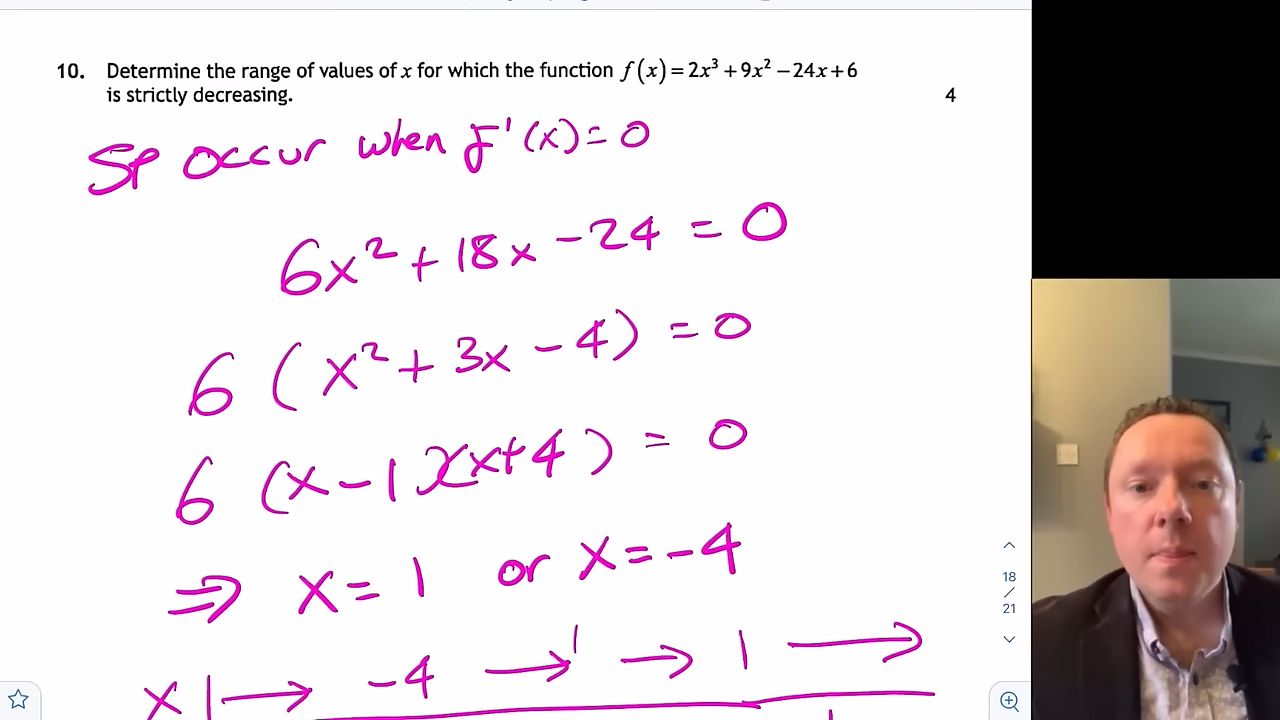 10. Determine the range of values of x for which the function f(x)=2x³+9x²−24x+6
is strictly decreasing.
4
SP occur when f'(x)=0
6x²+18x−24=0
6(x²+3x−4)=0
6(x−1)(x+4)=0
⇒ x=1 or x=−4
x → −4 → → 1 →
18
/
21